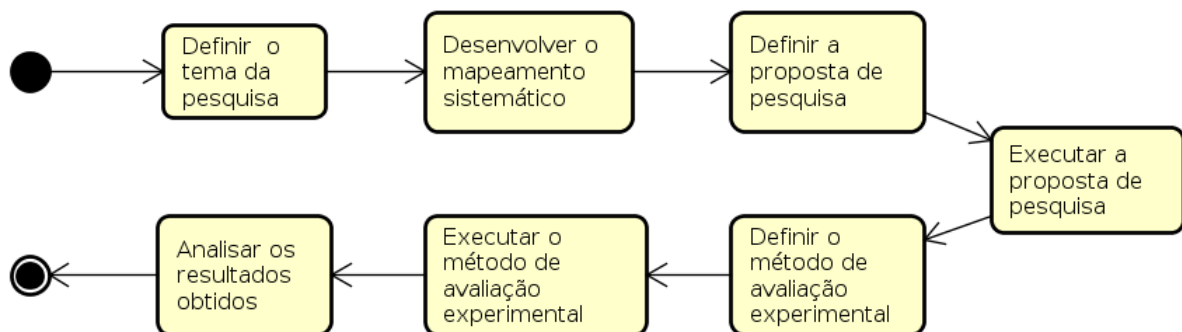 Definir o
tema da
pesquisa
Desenvolver o
mapeamento
sistemático
Definir a
proposta de
pesquisa
Executar a
proposta de
pesquisa
Definir o
método de
avaliação
experimental
Executar o
método de
avaliação
experimental
Analisar os
resultados
obtidos